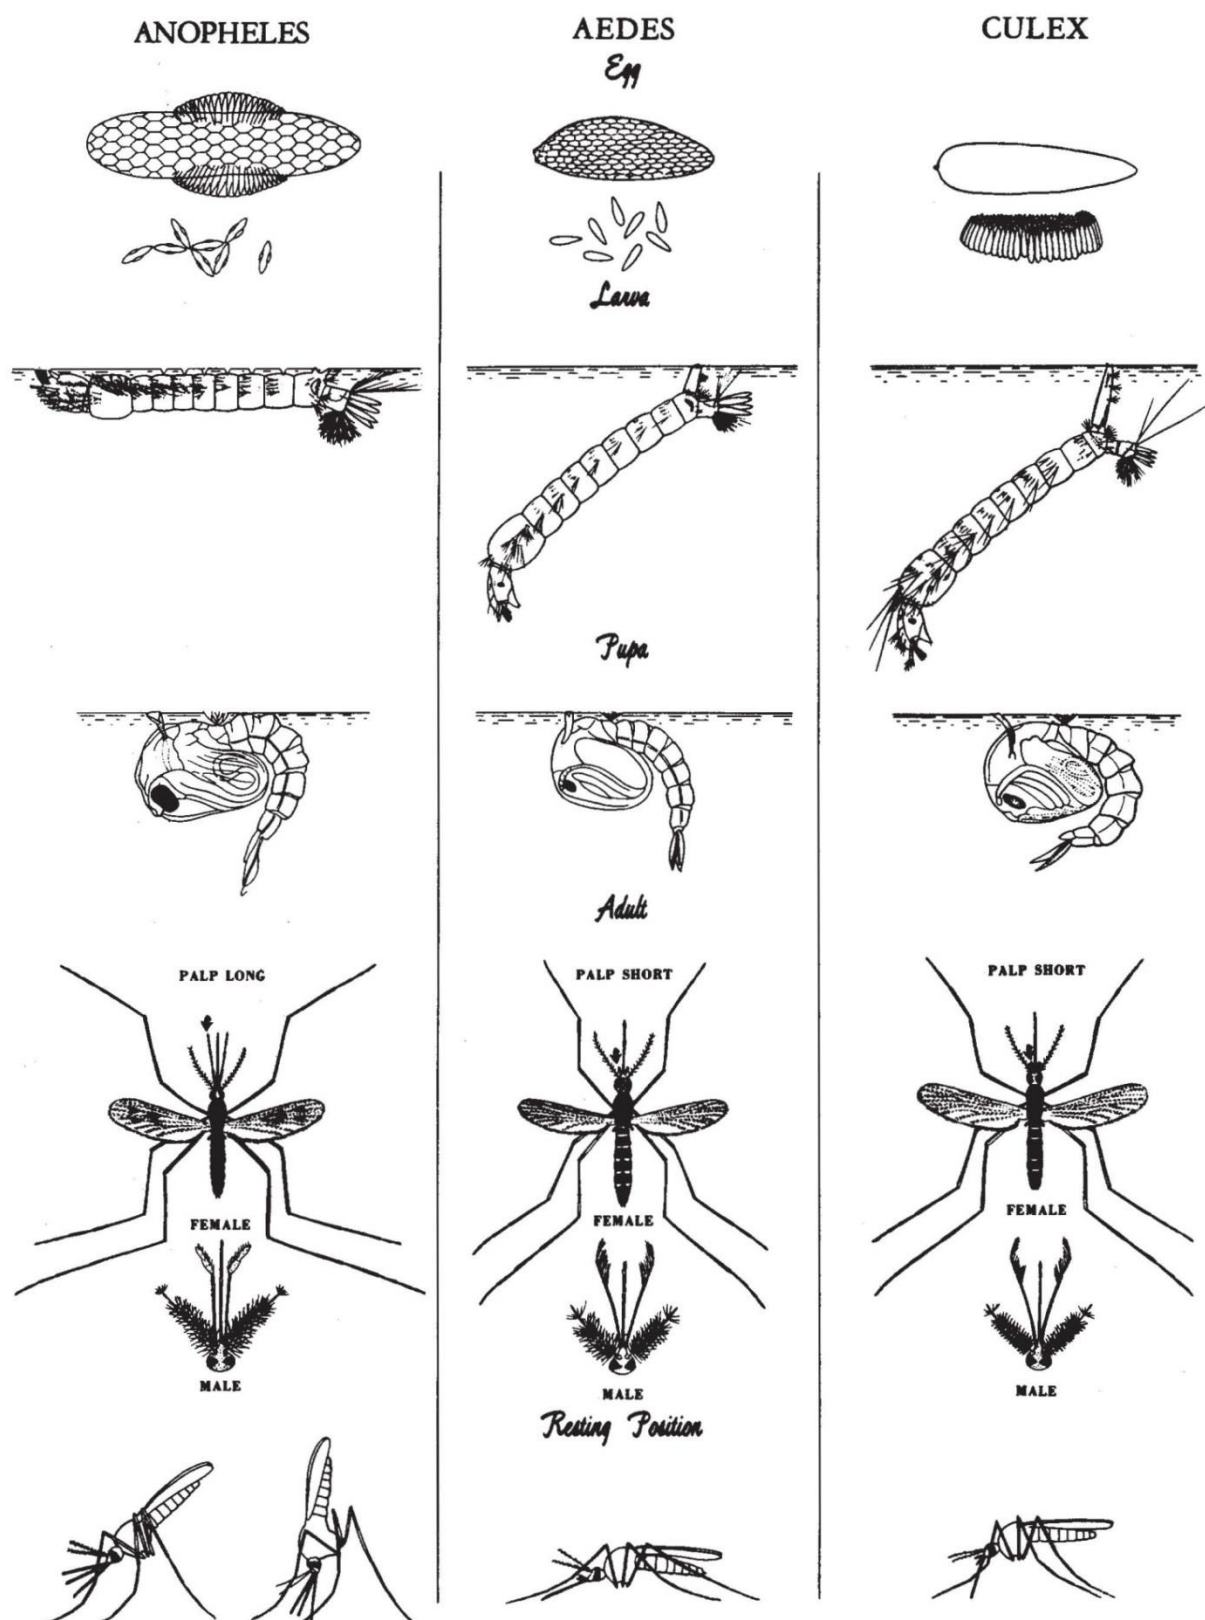 ANOPHELES AEDES CULEX
Egg
Larva
Pupa
Adult
PALP LONG PALP SHORT PALP SHORT
FEMALE FEMALE FEMALE
MALE MALE MALE
Resting Position